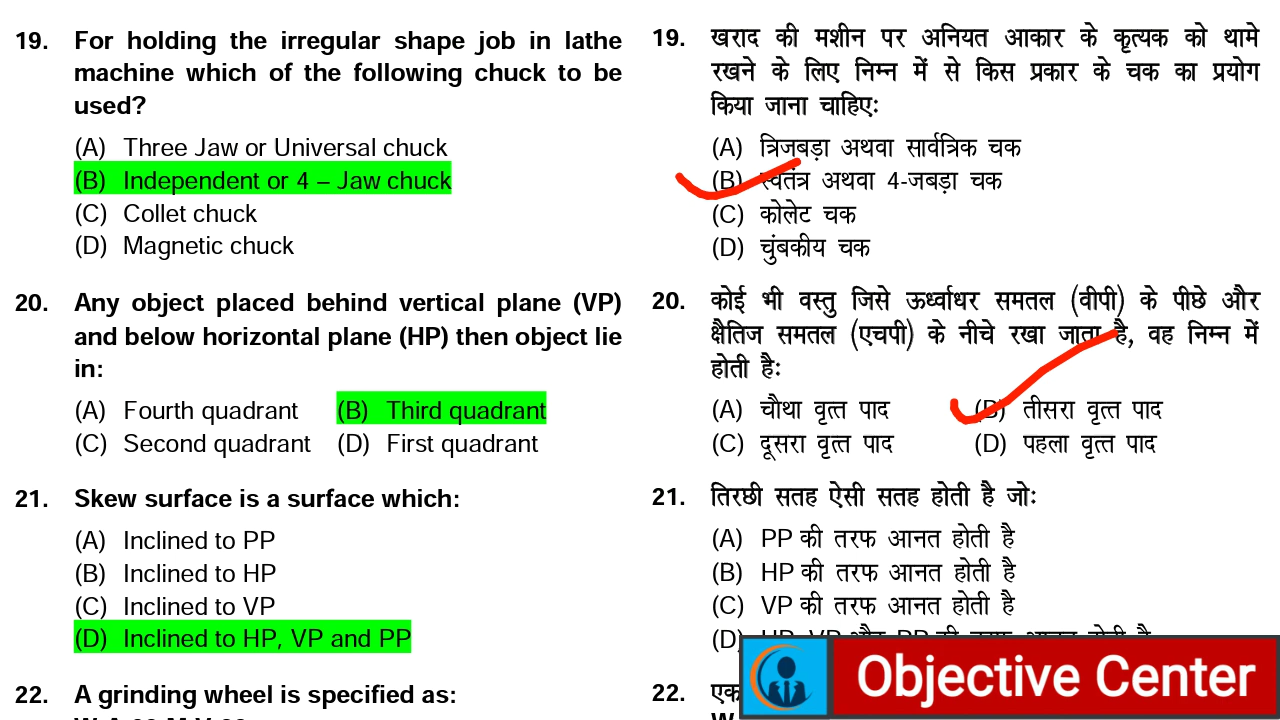 19. For holding the irregular shape job in lathe
machine which of the following chuck to be
used?
(A) Three Jaw or Universal chuck
(B) Independent or 4 – Jaw chuck
(C) Collet chuck
(D) Magnetic chuck
20. Any object placed behind vertical plane (VP)
and below horizontal plane (HP) then object lie
in:
(A) Fourth quadrant (B) Third quadrant
(C) Second quadrant (D) First quadrant
21. Skew surface is a surface which:
(A) Inclined to PP
(B) Inclined to HP
(C) Inclined to VP
(D) Inclined to HP, VP and PP
22. A grinding wheel is specified as:
19. खराद की मशीन पर अनियत आकार के कृत्यक को थामे
रखने के लिए निम्न में से किस प्रकार के चक का प्रयोग
किया जाना चाहिएः
(A) त्रिजबड़ा अथवा सार्वत्रिक चक
(B) स्वतंत्र अथवा 4-जबड़ा चक
(C) कोलेट चक
(D) चुंबकीय चक
20. कोई भी वस्तु जिसे ऊर्ध्वाधर समतल (वीपी) के पीछे और
क्षैतिज समतल (एचपी) के नीचे रखा जाता है, वह निम्न में
होती हैः
(A) चौथा वृत्त पाद (B) तीसरा वृत्त पाद
(C) दूसरा वृत्त पाद (D) पहला वृत्त पाद
21. तिरछी सतह ऐसी सतह होती है जोः
(A) PP की तरफ आनत होती है
(B) HP की तरफ आनत होती है
(C) VP की तरफ आनत होती है
(D) HP, VP और PP की तरफ आनत होती है
22. एक
Objective Center